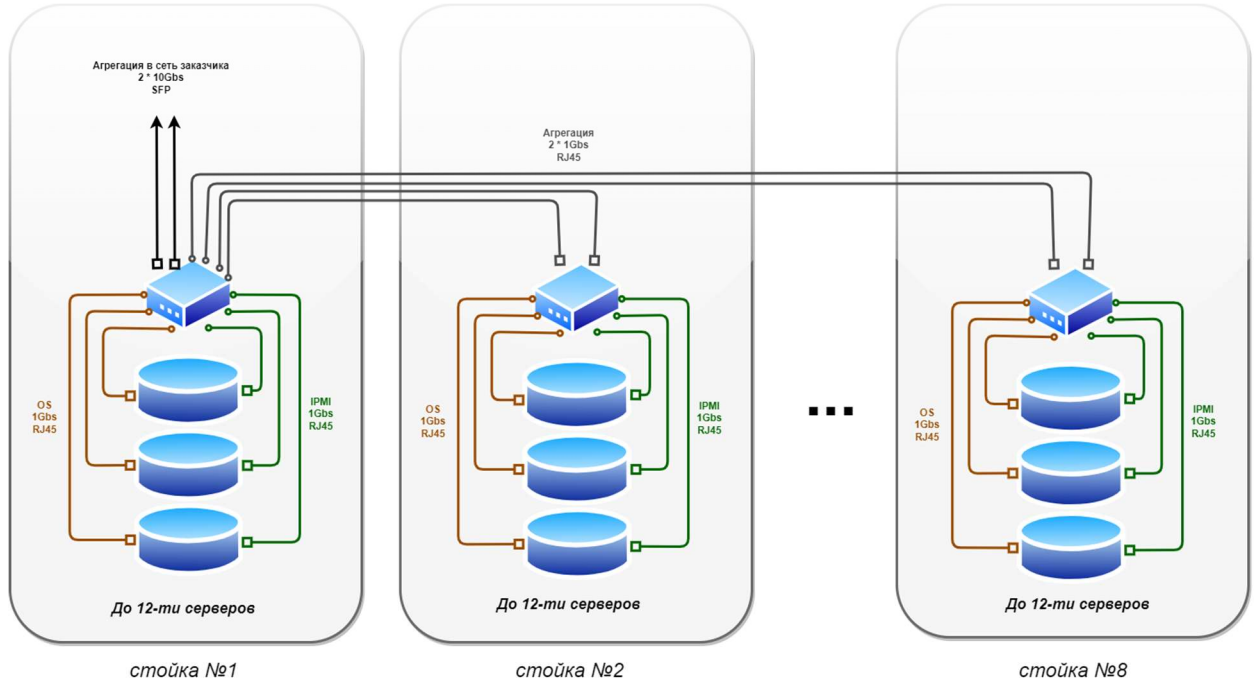 Агрегация в сеть заказчика
2 * 10Gbs
SFP
Агрегация
2 * 1Gbs
RJ45
OS
1Gbs
RJ45
IPMI
1Gbs
RJ45
OS
1Gbs
RJ45
IPMI
1Gbs
RJ45
...
OS
1Gbs
RJ45
IPMI
1Gbs
RJ45
До 12-ти серверов
До 12-ти серверов
До 12-ти серверов
стойка №1
стойка №2
стойка №8